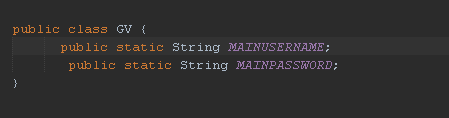 public class GV {
public static String MAINUSERNAME;
public static String MAINPASSWORD;
}